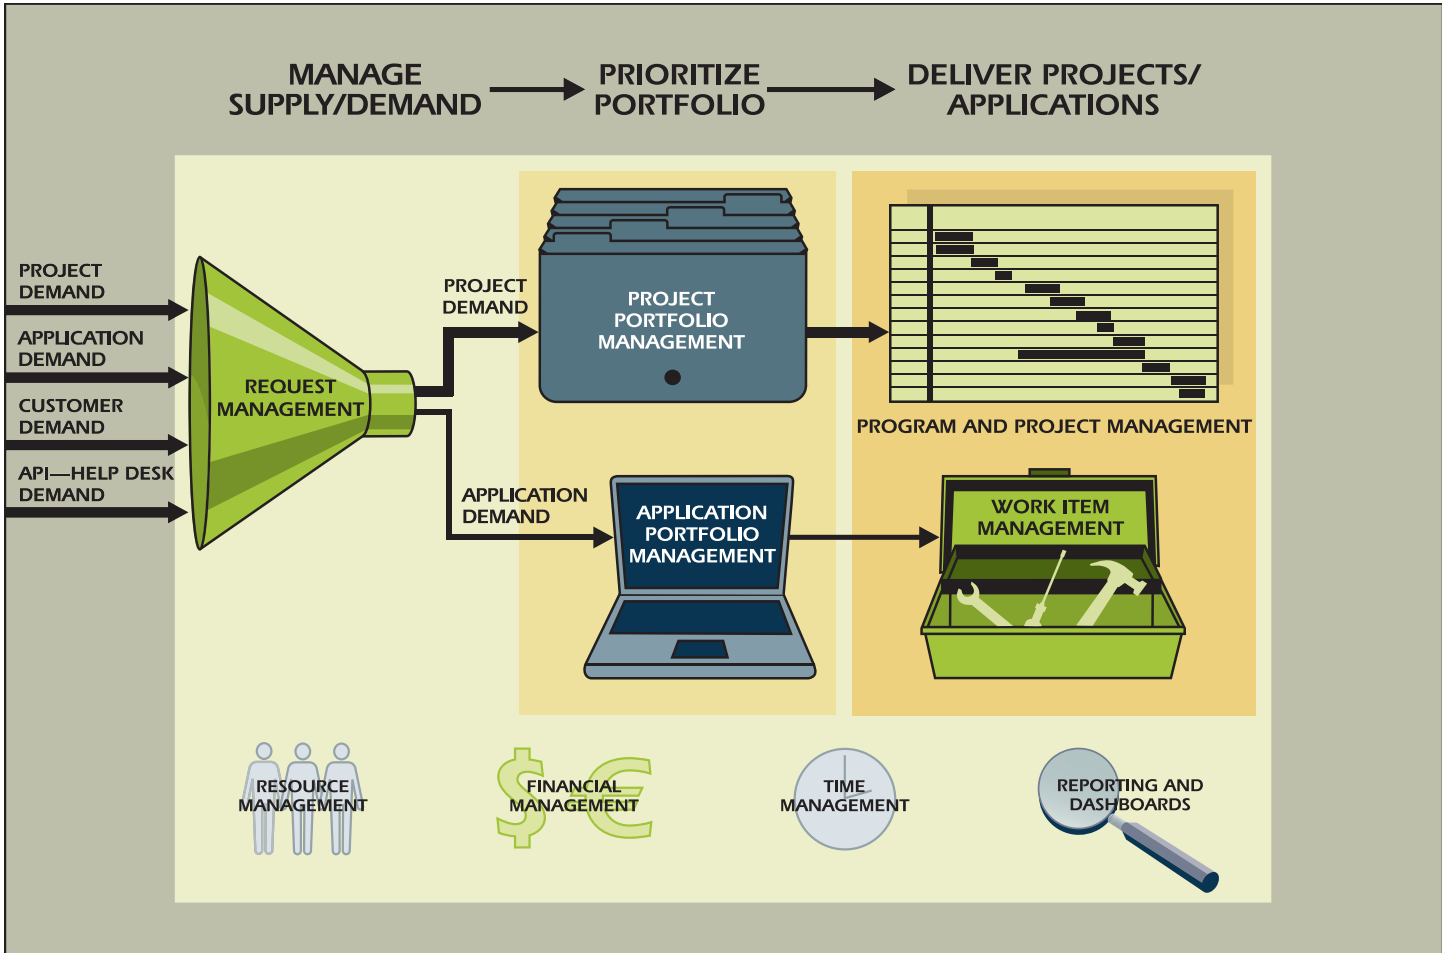 MANAGE
SUPPLY/DEMAND
PRIORITIZE
PORTFOLIO
DELIVER PROJECTS/
APPLICATIONS
PROJECT
DEMAND
APPLICATION
DEMAND
CUSTOMER
DEMAND
API—HELP DESK
DEMAND
REQUEST
MANAGEMENT
PROJECT
DEMAND
APPLICATION
DEMAND
PROJECT
PORTFOLIO
MANAGEMENT
APPLICATION
PORTFOLIO
MANAGEMENT
PROGRAM AND PROJECT MANAGEMENT
WORK ITEM
MANAGEMENT
RESOURCE
MANAGEMENT
FINANCIAL
MANAGEMENT
TIME
MANAGEMENT
REPORTING AND
DASHBOARDS